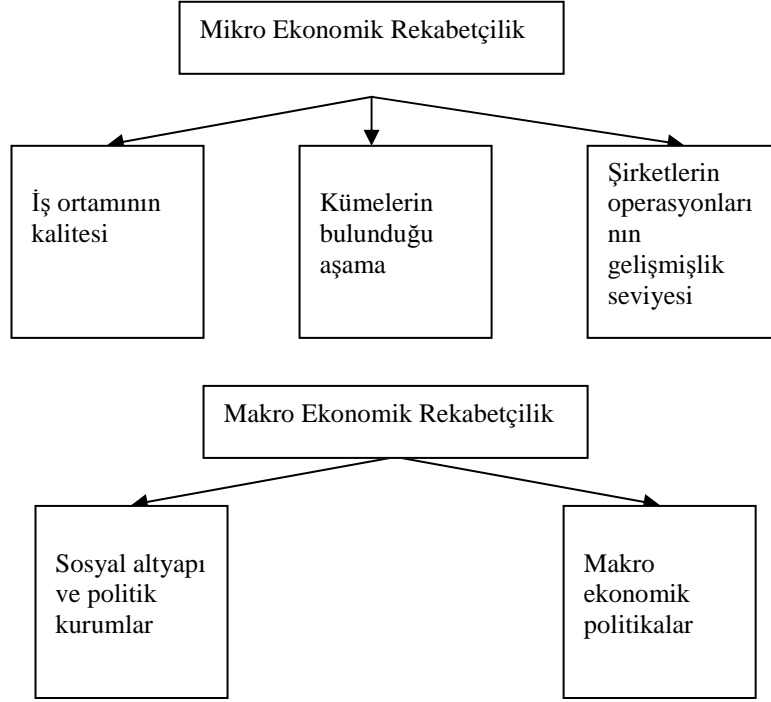 Mikro Ekonomik Rekabetçilik
İş ortamının
kalitesi
Kümelerin
bulunduğu
aşama
Şirketlerin
operasyonları
nın
gelişmişlik
seviyesi
Makro Ekonomik Rekabetçilik
Sosyal altyapı
ve politik
kurumlar
Makro
ekonomik
politikalar